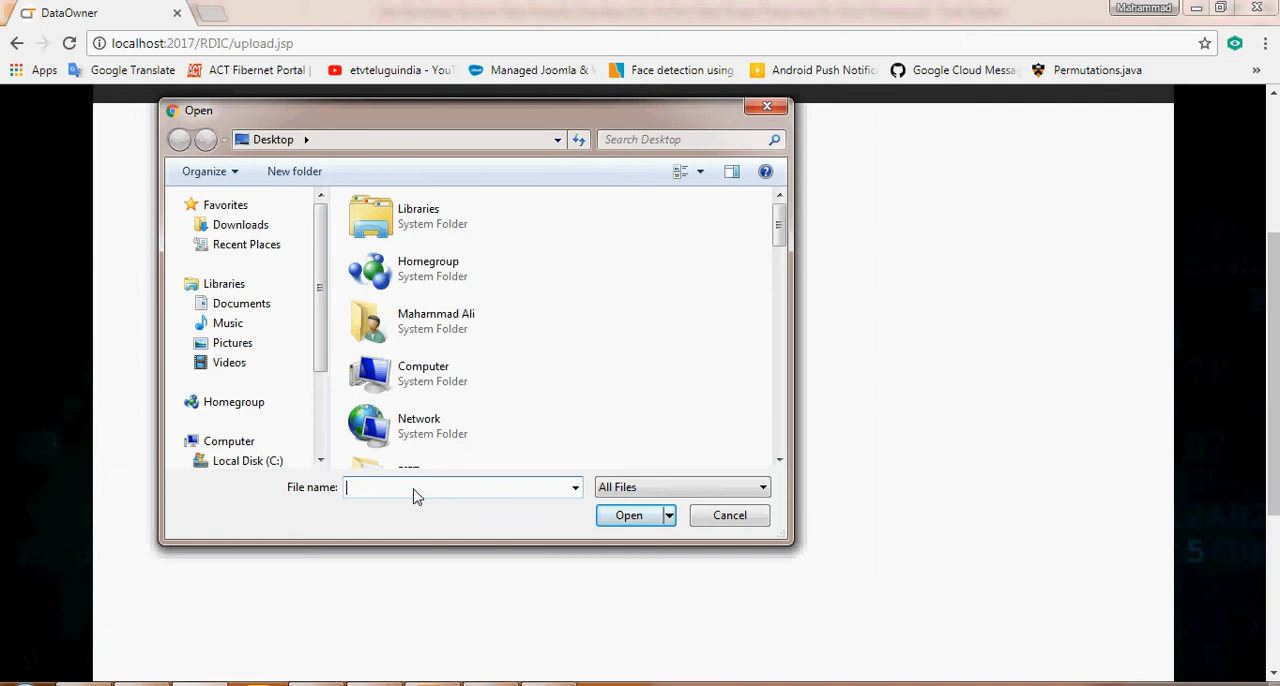 DataOwner
Mahammad
localhost:2017/RDIC/upload.jsp
Apps
Google Translate
ACT Fibernet Portal |
etvteluguindia - You
Managed Joomla & V
Face detection using
Android Push Notific
Google Cloud Messa
Permutations.java
»
Open
Desktop
Search Desktop
Organize
New folder
Favorites
Downloads
Recent Places
Libraries
Documents
Music
Pictures
Videos
Homegroup
Computer
Local Disk (C:)
Libraries
System Folder
Homegroup
System Folder
Mahammad Ali
System Folder
Computer
System Folder
Network
System Folder
File name:
All Files
Open
Cancel